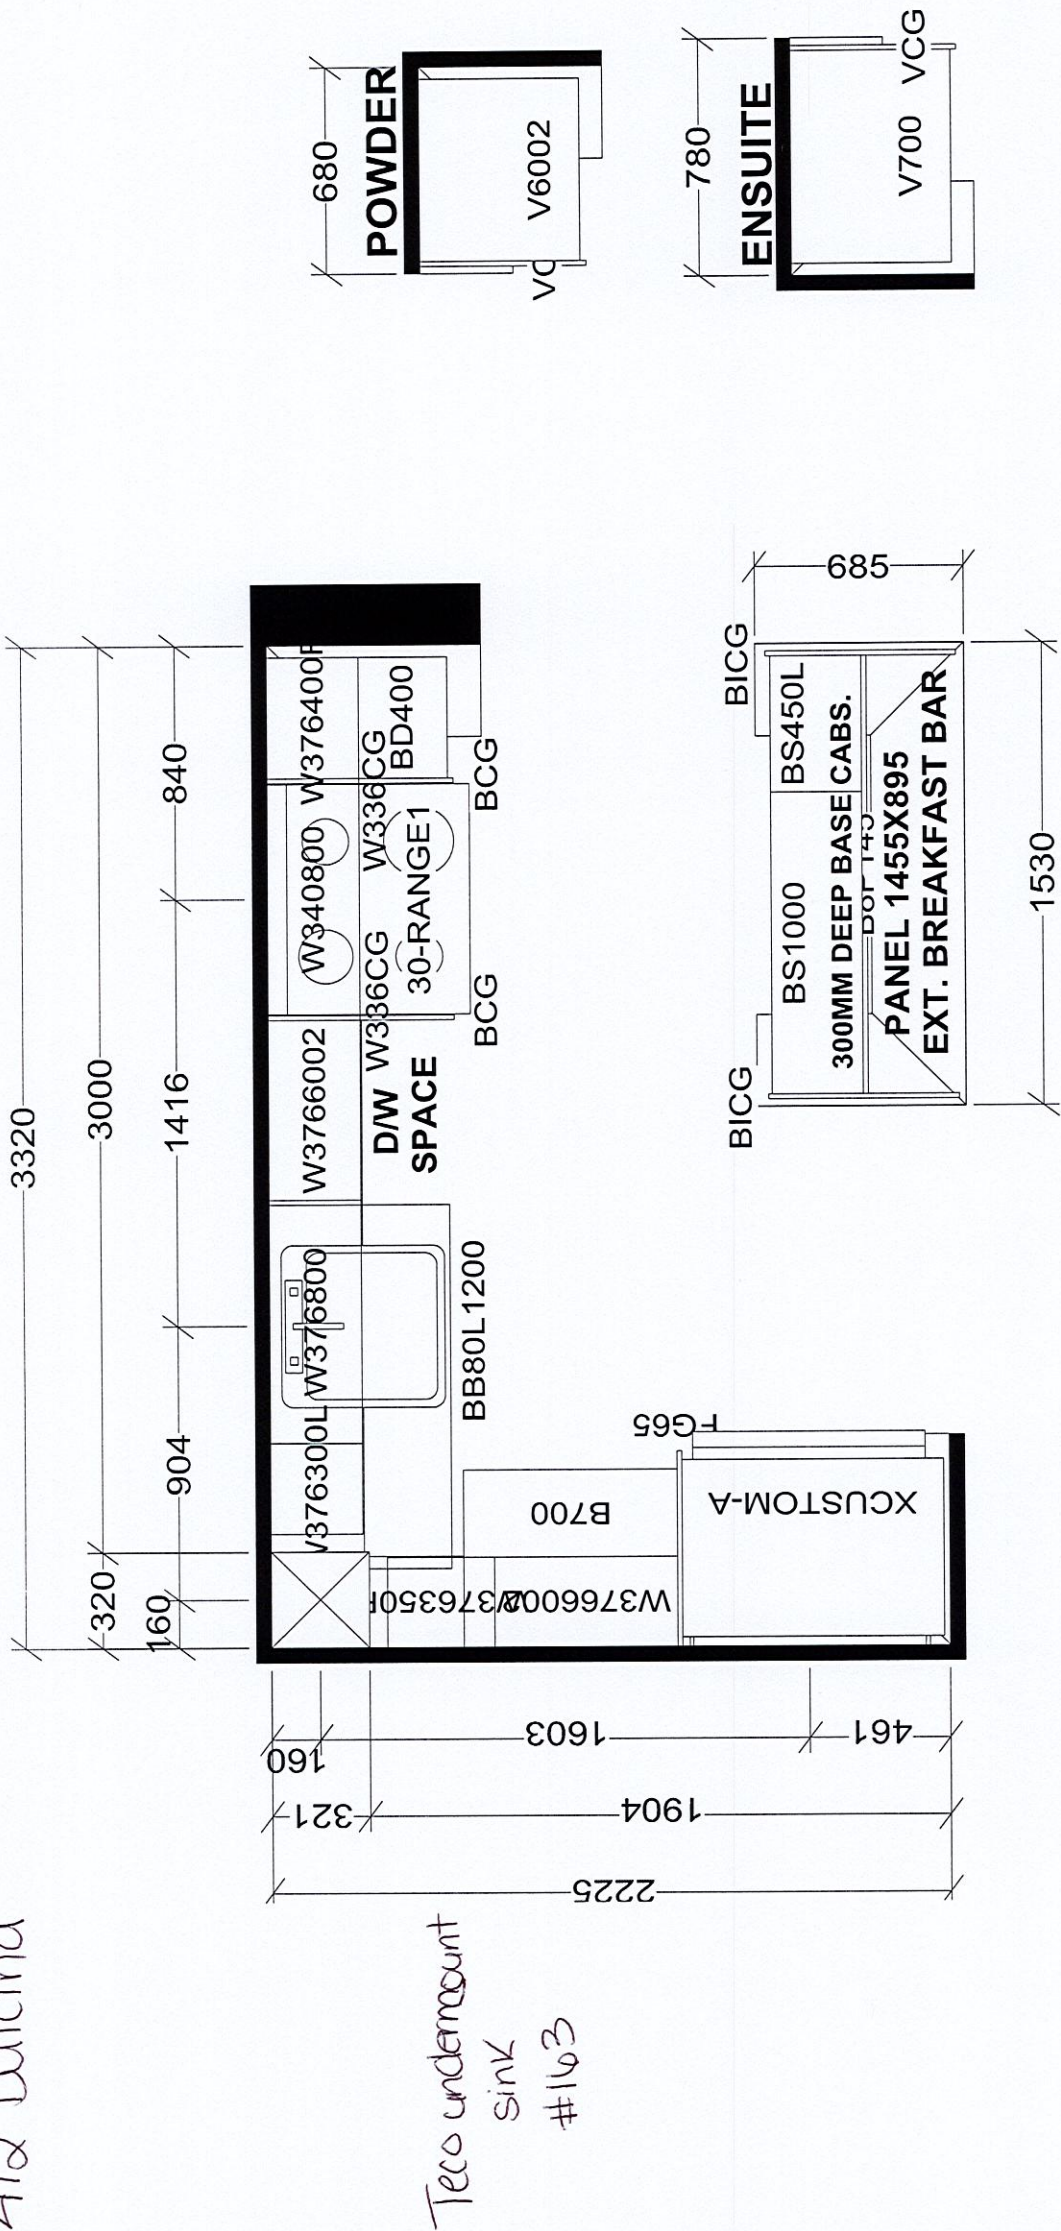 Teco undermount
sink
#163
3320
3000
320
840
1416
904
160
W376400R
BD400
W336CG
BCG
W340800
30-RANGE1
W336CG
BCG
W3766002
D/W
SPACE
W376800
BB80L1200
W376300L
W3766002
B700
XCUSTOM-A
FG65
160
1603
461
321
1904
2225
680
POWDER
V6002
780
ENSUITE
V700
VCG
BICG
BS450L
BS1000
300MM DEEP BASE CABS.
PANEL 1455X895
EXT. BREAKFAST BAR
BICG
685
1530